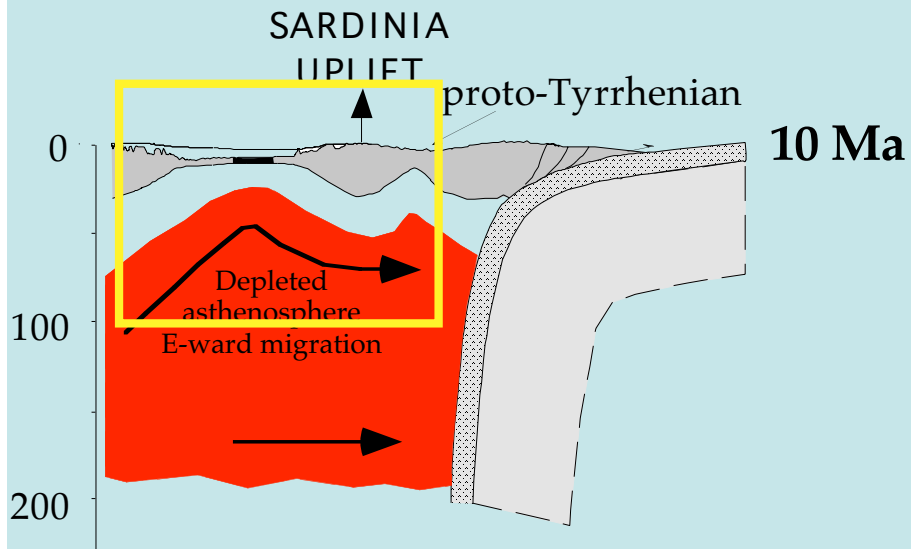 SARDINIA
UPLIFT
proto-Tyrrhenian
0
10 Ma
Depleted
asthenosphere
100
E-ward migration
200